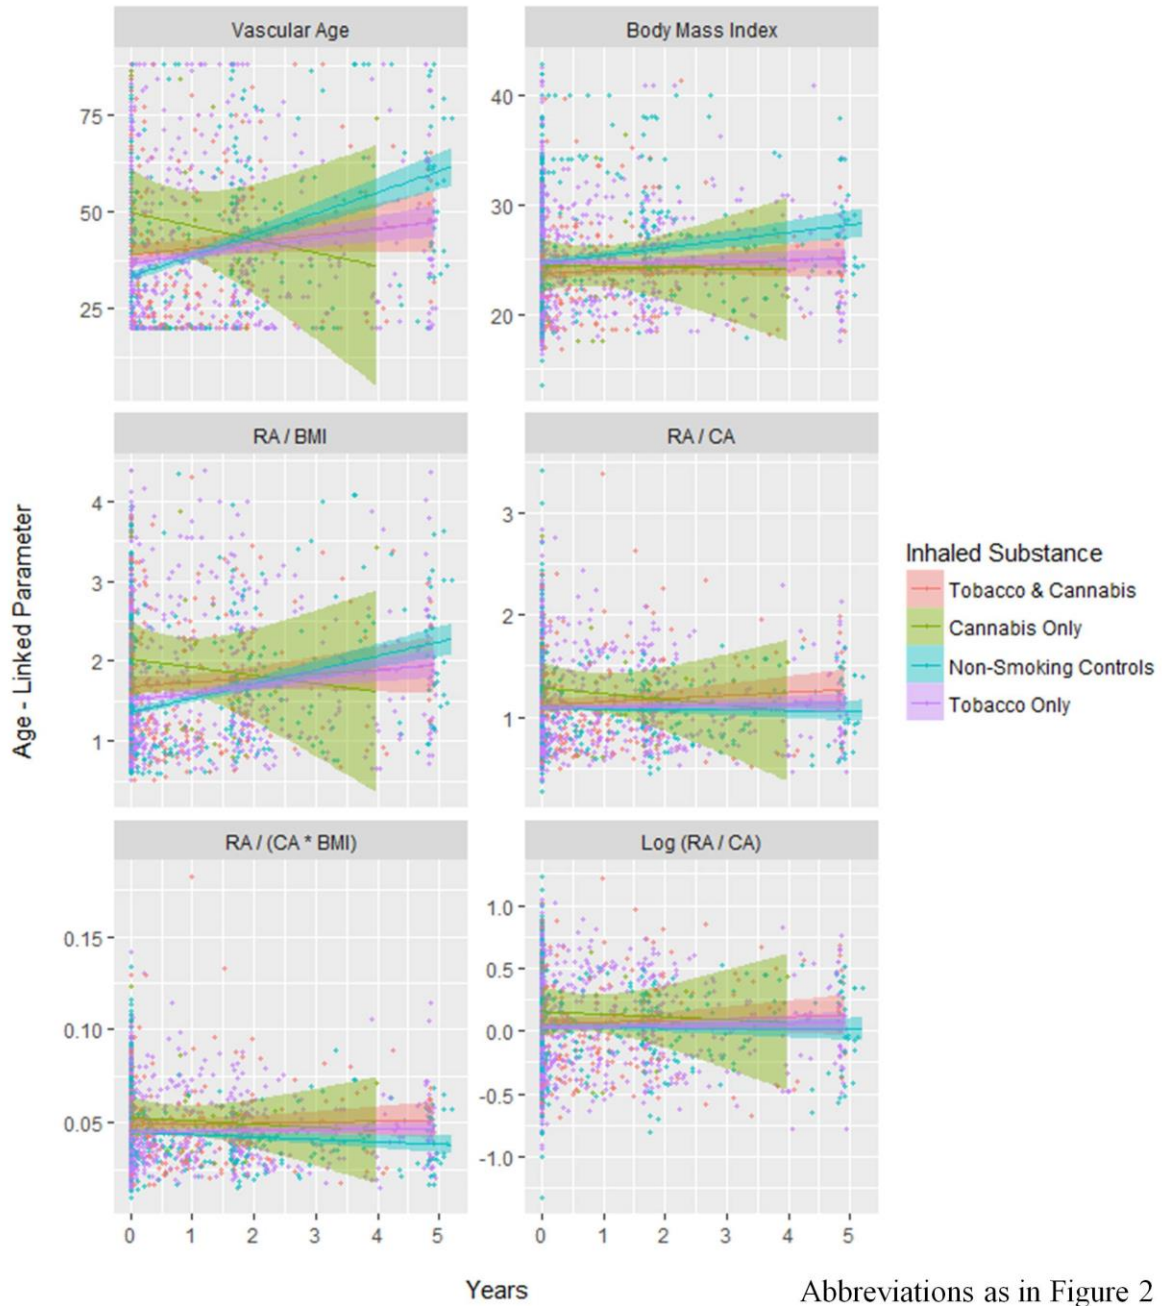 Vascular Age
Body Mass Index
75
50
25
40
30
20
RA / BMI
RA / CA
4
3
2
1
3
2
1
Age - Linked Parameter
Inhaled Substance
Tobacco & Cannabis
Cannabis Only
Non-Smoking Controls
Tobacco Only
RA / (CA * BMI)
Log (RA / CA)
0.15
0.10
0.05
1.0
0.5
0.0
-0.5
-1.0
0 1 2 3 4 5
0 1 2 3 4 5
Years
Abbreviations as in Figure 2